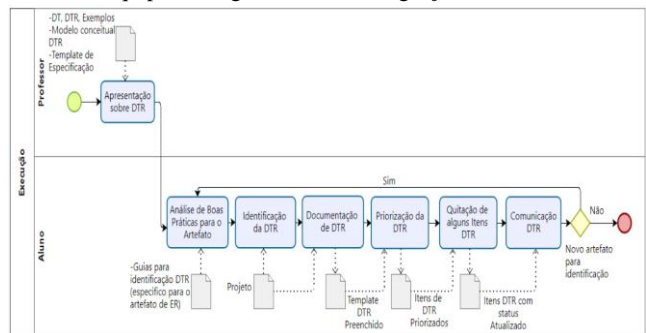 -DT, DTR, Exemplos
-Modelo conceitual
DTR
-Template de
Especificação
Professor
Apresentação
sobre DTR
Execução
Aluno
Sim
Análise de Boas
Práticas para o
Artefato
Identificação
da DTR
Documentação
de DTR
Priorização da
DTR
Quitação de
alguns Itens
DTR
Comunicação
DTR
Não
Novo artefato
para
identificação
-Guias para
identificação DTR
(específico para o
artefato de ER)
Projeto
Template
DTR
Preenchido
Itens de
DTR
Priorizados
Itens DTR com
status
Atualizado